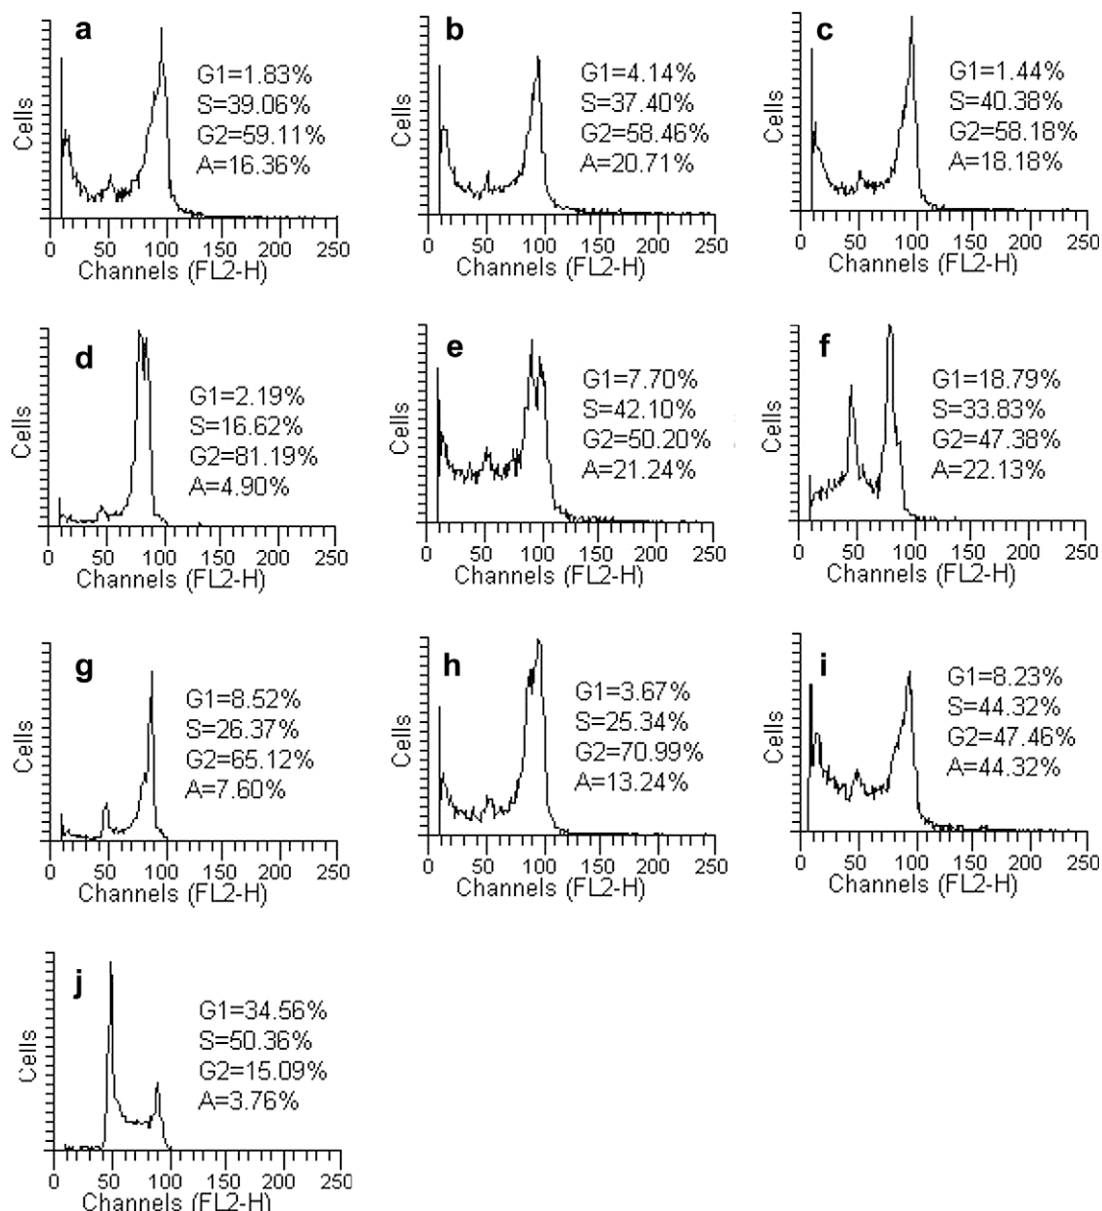 a
G1=1.83%
S=39.06%
G2=59.11%
A=16.36%
Cells
0 50 100 150 200 250
Channels (FL2-H)
b
G1=4.14%
S=37.40%
G2=58.46%
A=20.71%
Cells
0 50 100 150 200 250
Channels (FL2-H)
c
G1=1.44%
S=40.38%
G2=58.18%
A=18.18%
Cells
0 50 100 150 200 250
Channels (FL2-H)
d
G1=2.19%
S=16.62%
G2=81.19%
A=4.90%
Cells
0 50 100 150 200 250
Channels (FL2-H)
e
G1=7.70%
S=42.10%
G2=50.20%
A=21.24%
Cells
0 50 100 150 200 250
Channels (FL2-H)
f
G1=18.79%
S=33.83%
G2=47.38%
A=22.13%
Cells
0 50 100 150 200 250
Channels (FL2-H)
g
G1=8.52%
S=26.37%
G2=65.12%
A=7.60%
Cells
0 50 100 150 200 250
Channels (FL2-H)
h
G1=3.67%
S=25.34%
G2=70.99%
A=13.24%
Cells
0 50 100 150 200 250
Channels (FL2-H)
i
G1=8.23%
S=44.32%
G2=47.46%
A=44.32%
Cells
0 50 100 150 200 250
Channels (FL2-H)
j
G1=34.56%
S=50.36%
G2=15.09%
A=3.76%
Cells
0 50 100 150 200 250
Channels (FL2-H)